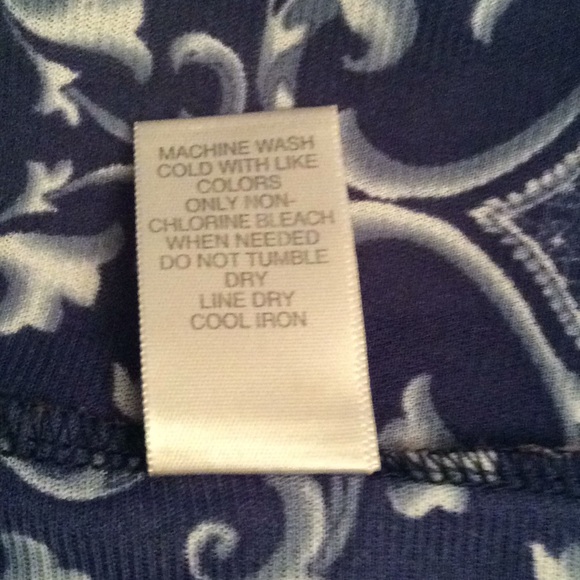 MACHINE WASH
COLD WITH LIKE
COLORS
ONLY NON-
CHLORINE BLEACH
WHEN NEEDED
DO NOT TUMBLE
DRY
LINE DRY
COOL IRON